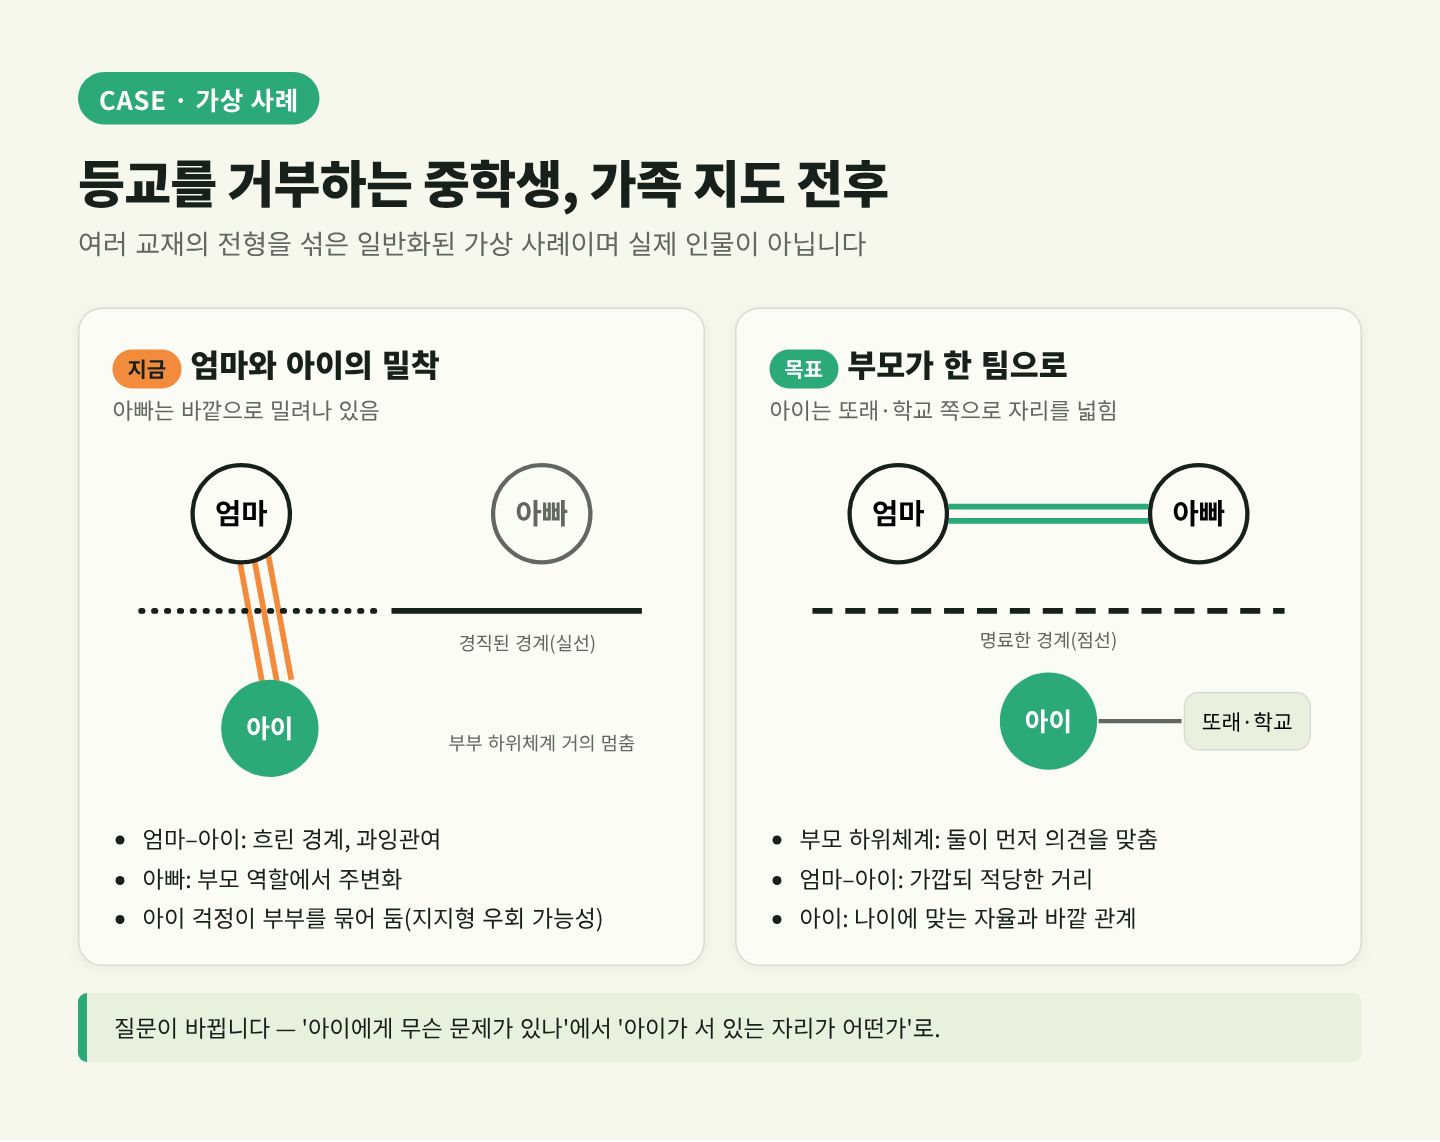 CASE · 가상 사례
등교를 거부하는 중학생, 가족 지도 전후
여러 교재의 전형을 섞은 일반화된 가상 사례이며 실제 인물이 아닙니다
지금 엄마와 아이의 밀착
아빠는 바깥으로 밀려나 있음
엄마
아빠
경직된 경계(실선)
아이
부부 하위체계 거의 멈춤
• 엄마–아이: 흐린 경계, 과잉관여
• 아빠: 부모 역할에서 주변화
• 아이 걱정이 부부를 묶어 둠(지지형 우회 가능성)
목표 부모가 한 팀으로
아이는 또래·학교 쪽으로 자리를 넓힘
엄마
아빠
명료한 경계(점선)
아이
또래·학교
• 부모 하위체계: 둘이 먼저 의견을 맞춤
• 엄마–아이: 가깝되 적당한 거리
• 아이: 나이에 맞는 자율과 바깥 관계
질문이 바뀝니다 — '아이에게 무슨 문제가 있나'에서 '아이가 서 있는 자리가 어떤가'로.